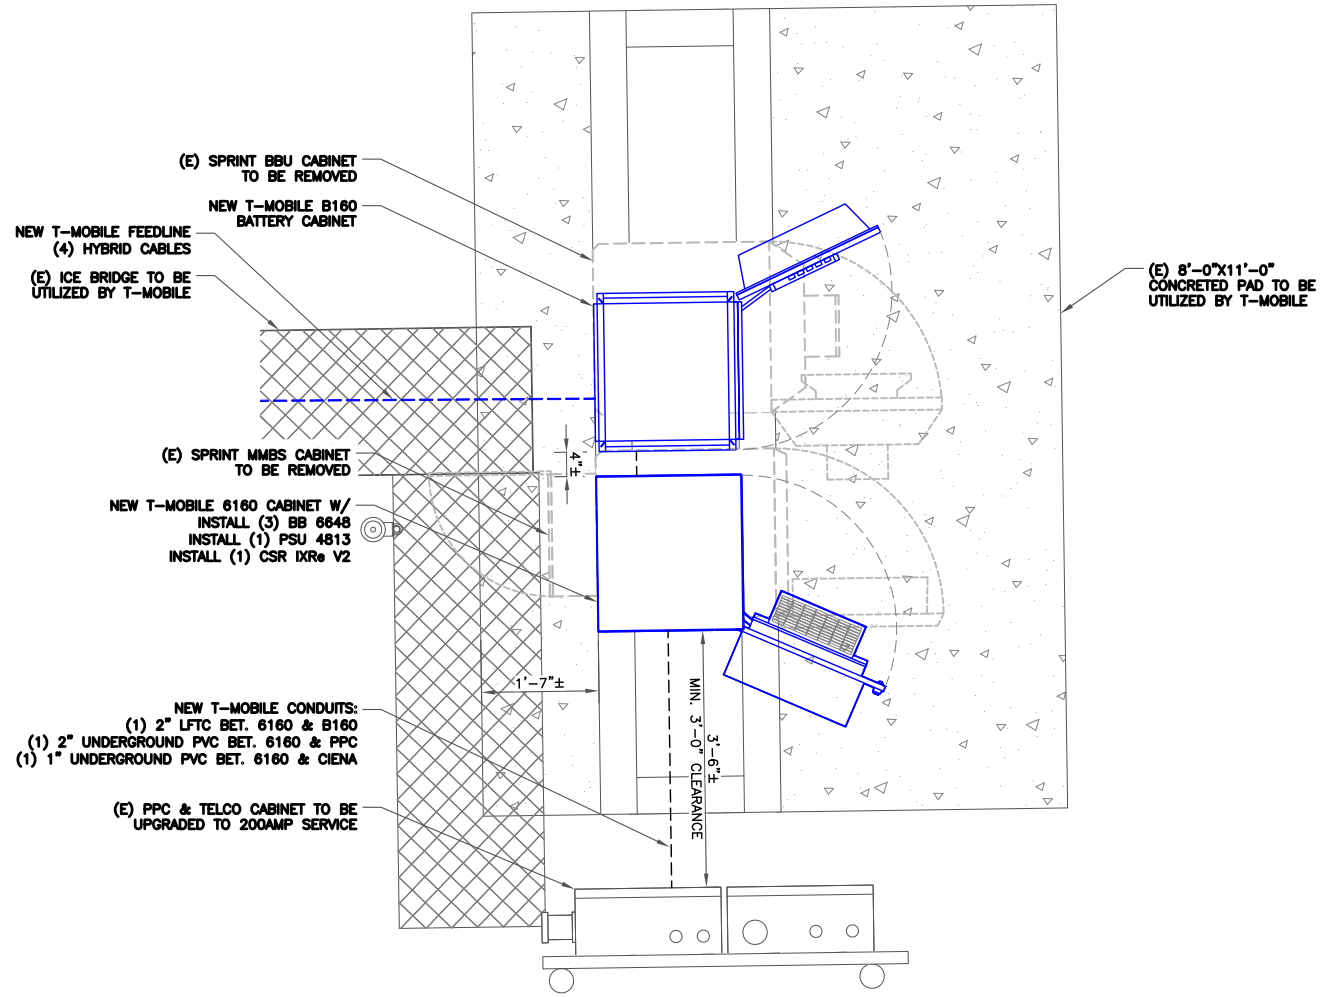 (E) SPRINT BBU CABINET
TO BE REMOVED
NEW T-MOBILE B160
BATTERY CABINET
NEW T-MOBILE FEEDLINE
(4) HYBRID CABLES
(E) ICE BRIDGE TO BE
UTILIZED BY T-MOBILE
(E) 8'-0"X11'-0"
CONCRETED PAD TO BE
UTILIZED BY T-MOBILE
(E) SPRINT MMBS CABINET
TO BE REMOVED
4"±
NEW T-MOBILE 6160 CABINET W/
INSTALL (3) BB 6648
INSTALL (1) PSU 4813
INSTALL (1) CSR IXRe V2
1'-7"±
NEW T-MOBILE CONDUITS:
(1) 2" LFTC BET. 6160 & B160
(1) 2" UNDERGROUND PVC BET. 6160 & PPC
(1) 1" UNDERGROUND PVC BET. 6160 & CIENA
3'-6"±
MIN. 3'-0" CLEARANCE
(E) PPC & TELCO CABINET TO BE
UPGRADED TO 200AMP SERVICE